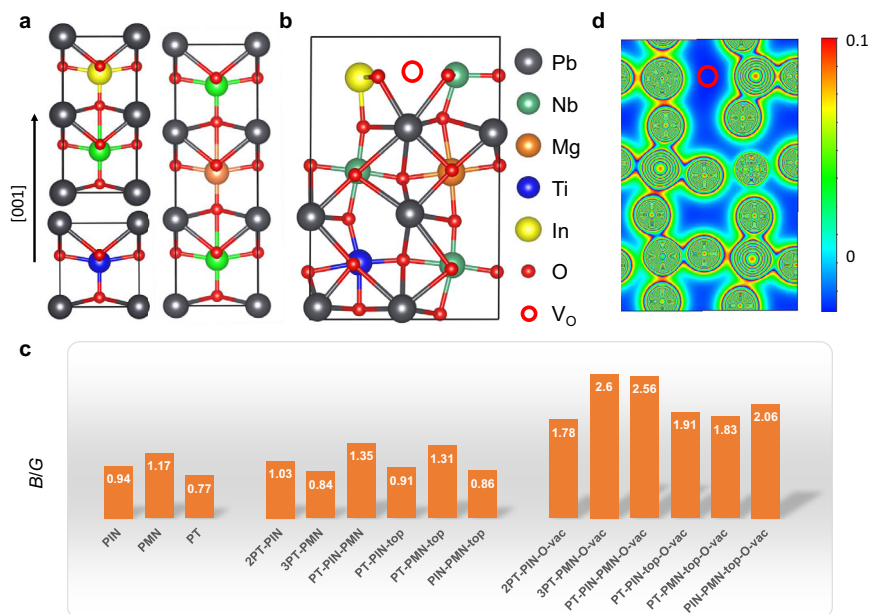 a
[001]
b
Pb
Nb
Mg
Ti
In
O
V_O
d
0.1
0
c
B/G
0.94
1.17
0.77
1.03
0.84
1.35
0.91
1.31
0.86
1.78
2.6
2.56
1.91
1.83
2.06
PIN
PMN
PT
2PT-PIN
3PT-PMN
PT-PIN-PMN
PT-PIN-top
PT-PMN-top
PIN-PMN-top
2PT-PIN-O-vac
3PT-PMN-O-vac
PT-PIN-PMN-O-vac
PT-PIN-top-O-vac
PT-PMN-top-O-vac
PIN-PMN-top-O-vac